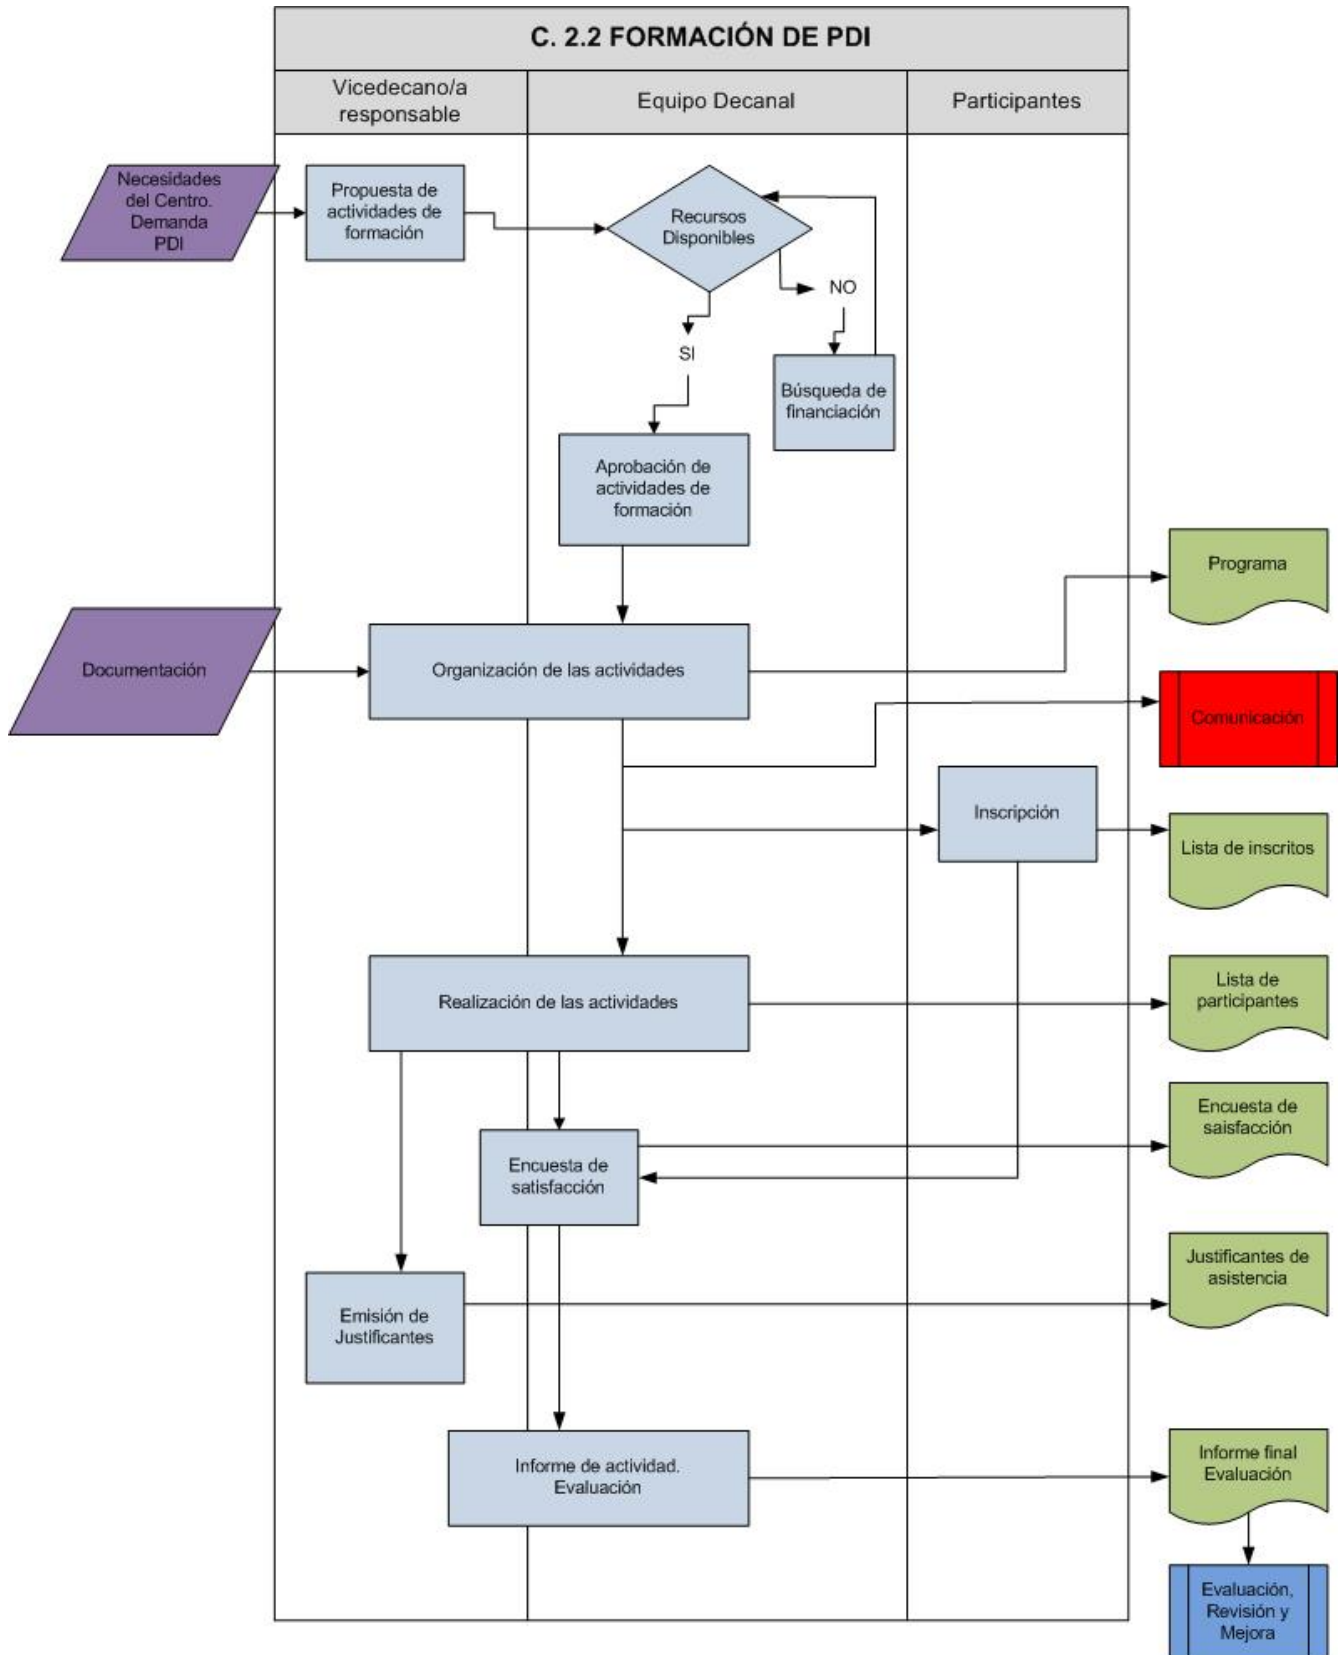 C. 2.2 FORMACIÓN DE PDI
Vicedecano/a
responsable
Equipo Decanal
Participantes
Necesidades
del Centro.
Demanda
PDI
Propuesta de
actividades de
formación
Recursos
Disponibles
NO
SI
Búsqueda de
financiación
Aprobación de
actividades de
formación
Programa
Documentación
Organización de las actividades
Comunicación
Inscripción
Lista de inscritos
Realización de las actividades
Lista de
participantes
Encuesta de
saisfacción
Encuesta de
satisfacción
Justificantes de
asistencia
Emisión de
Justificantes
Informe de actividad.
Evaluación
Informe final
Evaluación
Evaluación,
Revisión y
Mejora